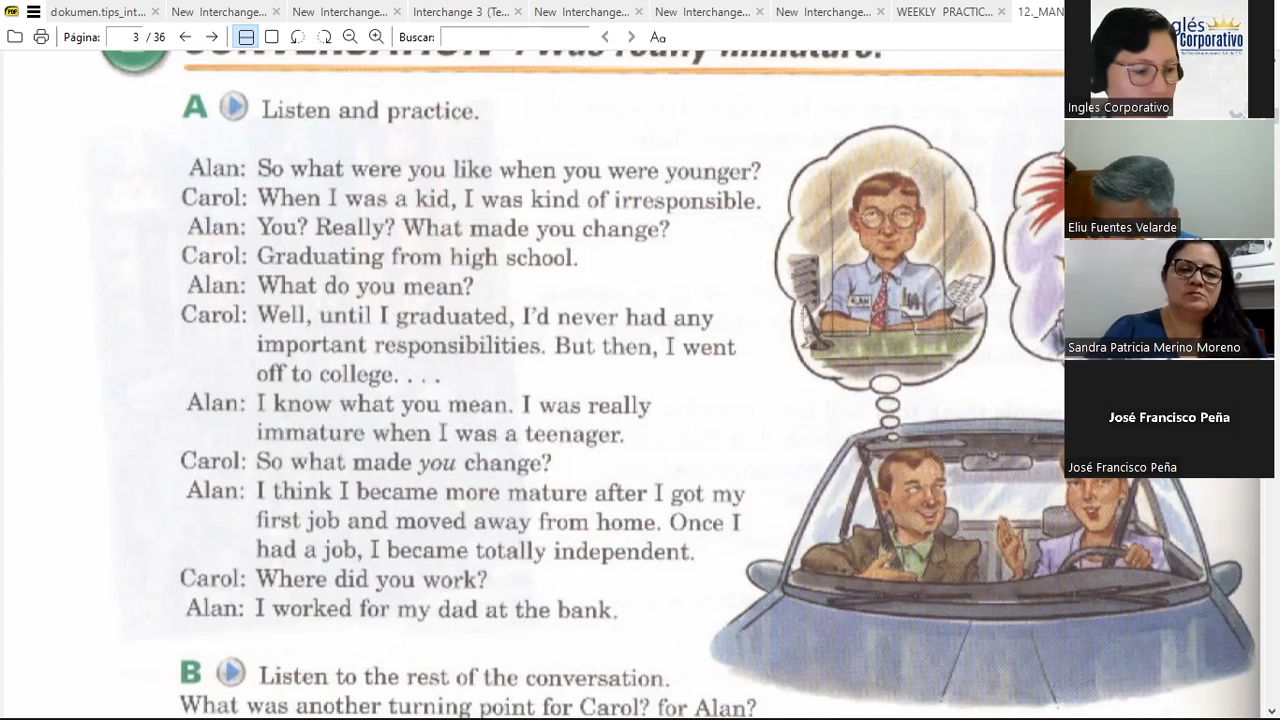 dokumen.tips_int...
New Interchange...
New Interchange...
Interchange 3 (Te...
New Interchange...
New Interchange...
New Interchange...
WEEKLY PRACTIC...
12._MAN
Página: 3 / 36 Buscar: Aa
CONVERSATION I was really immature!
A Listen and practice.
Alan: So what were you like when you were younger?
Carol: When I was a kid, I was kind of irresponsible.
Alan: You? Really? What made you change?
Carol: Graduating from high school.
Alan: What do you mean?
Carol: Well, until I graduated, I'd never had any
important responsibilities. But then, I went
off to college. . . .
Alan: I know what you mean. I was really
immature when I was a teenager.
Carol: So what made you change?
Alan: I think I became more mature after I got my
first job and moved away from home. Once I
had a job, I became totally independent.
Carol: Where did you work?
Alan: I worked for my dad at the bank.
B Listen to the rest of the conversation.
What was another turning point for Carol? for Alan?
ALAN
glés
Corporativo
Ingles Corporativo
Eliu Fuentes Velarde
Sandra Patricia Merino Moreno
José Francisco Peña
José Francisco Peña